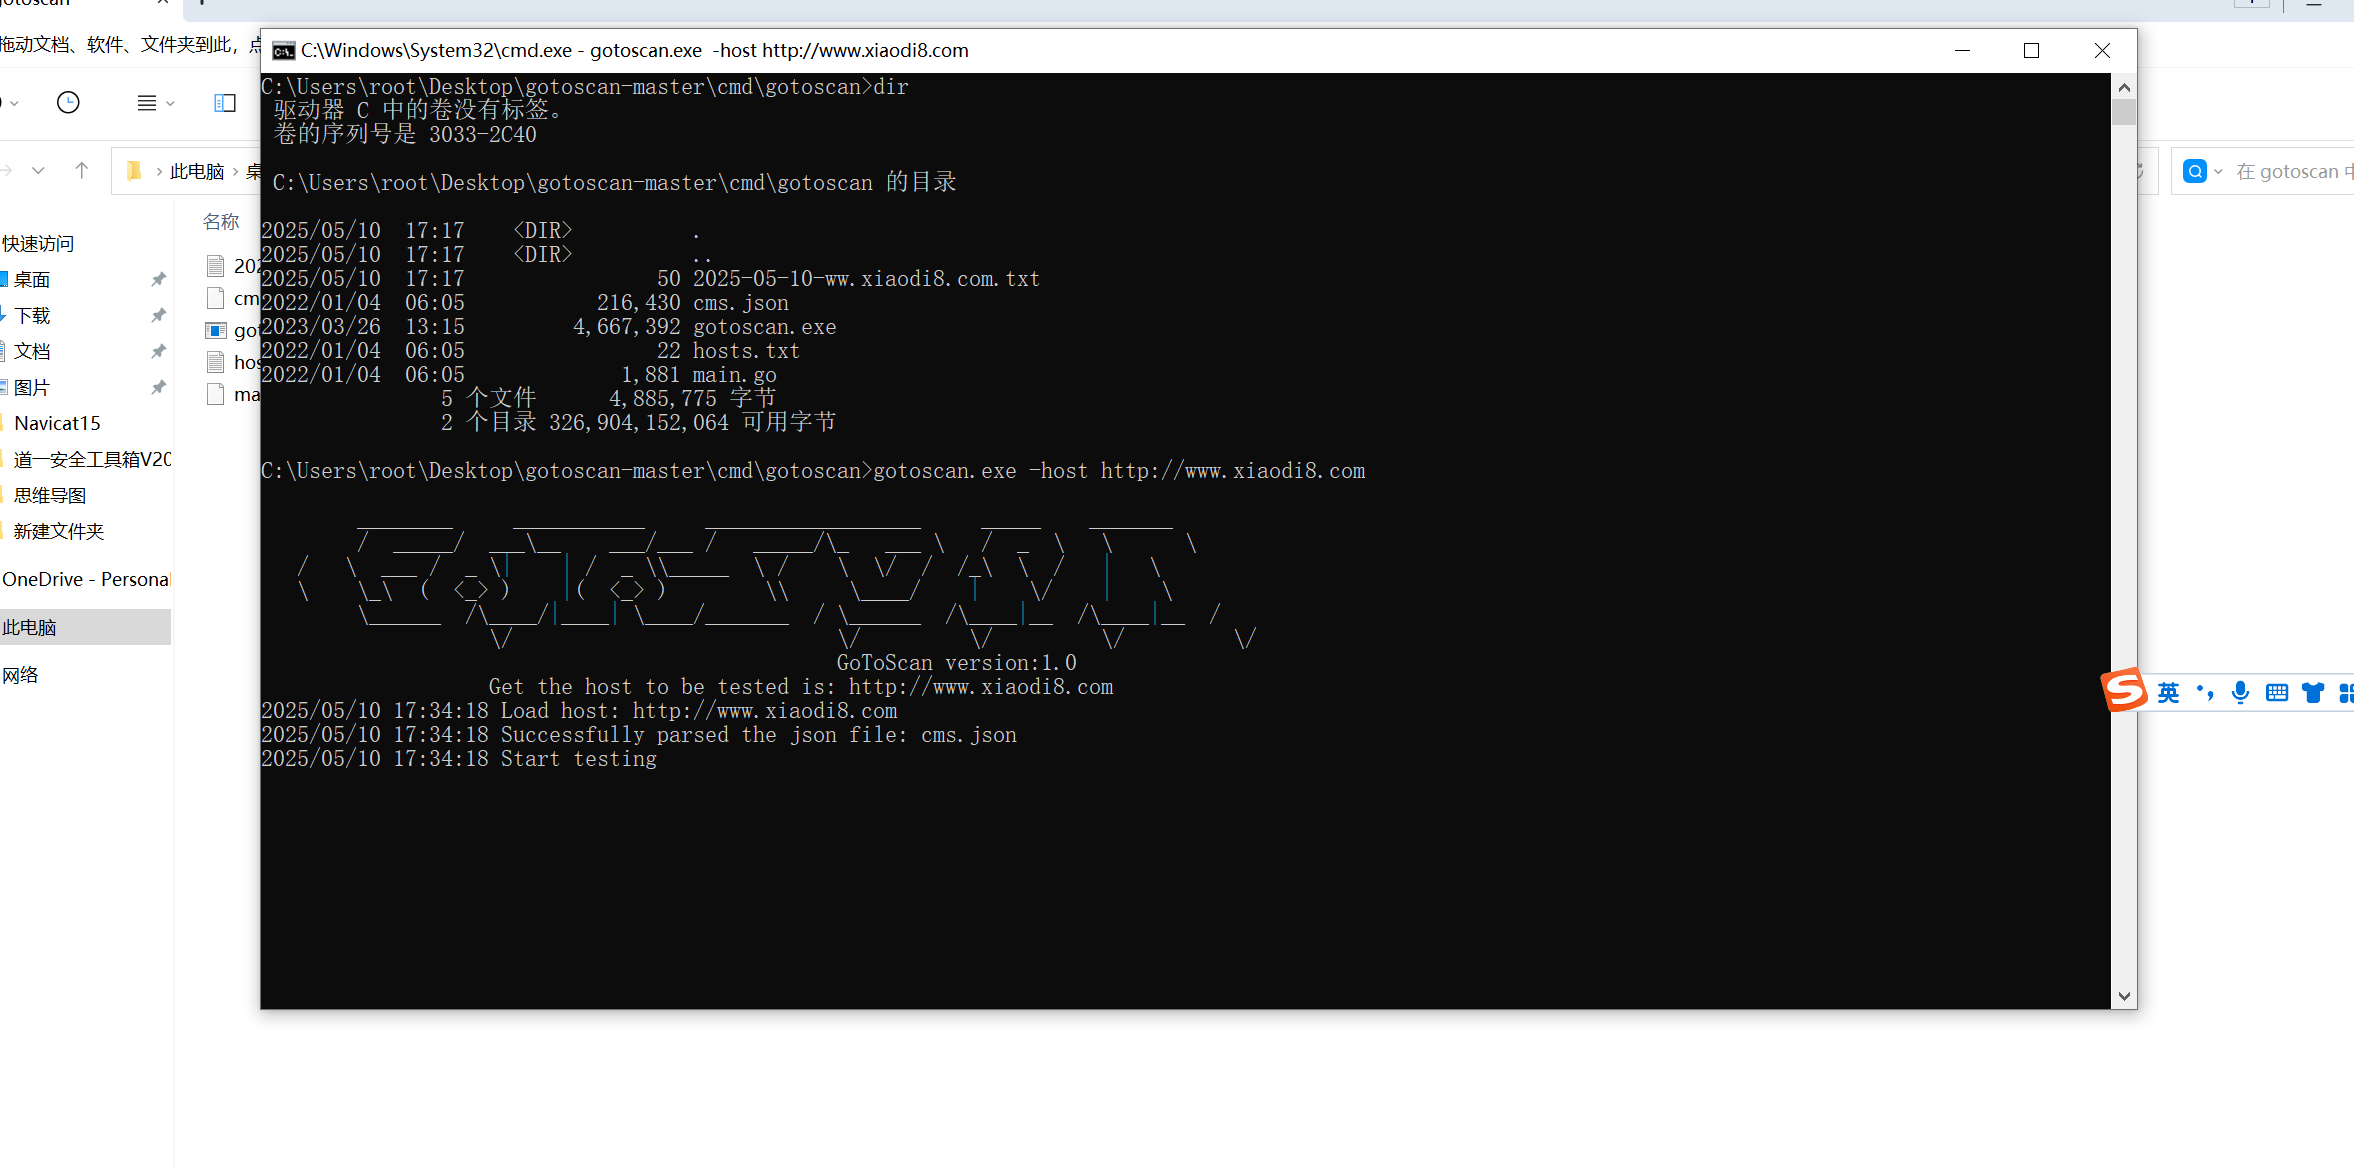 gotoscan
拖动文档、软件、文件夹到此，点
C:\Windows\System32\cmd.exe - gotoscan.exe  -host http://www.xiaodi8.com
此电脑
在 gotoscan 中
名称
快速访问
桌面
下载
文档
图片
Navicat15
道一安全工具箱V20
思维导图
新建文件夹
OneDrive - Personal
此电脑
网络
C:\Users\root\Desktop\gotoscan-master\cmd\gotoscan>dir
驱动器 C 中的卷没有标签。
卷的序列号是 3033-2C40
C:\Users\root\Desktop\gotoscan-master\cmd\gotoscan 的目录
2025/05/10  17:17    <DIR>          .
2025/05/10  17:17    <DIR>          ..
2025/05/10  17:17                50 2025-05-10-ww.xiaodi8.com.txt
2022/01/04  06:05           216,430 cms.json
2023/03/26  13:15         4,667,392 gotoscan.exe
2022/01/04  06:05                22 hosts.txt
2022/01/04  06:05             1,881 main.go
5 个文件      4,885,775 字节
2 个目录 326,904,152,064 可用字节
C:\Users\root\Desktop\gotoscan-master\cmd\gotoscan>gotoscan.exe -host http://www.xiaodi8.com
GoToScan version:1.0
Get the host to be tested is: http://www.xiaodi8.com
2025/05/10 17:34:18 Load host: http://www.xiaodi8.com
2025/05/10 17:34:18 Successfully parsed the json file: cms.json
2025/05/10 17:34:18 Start testing
英